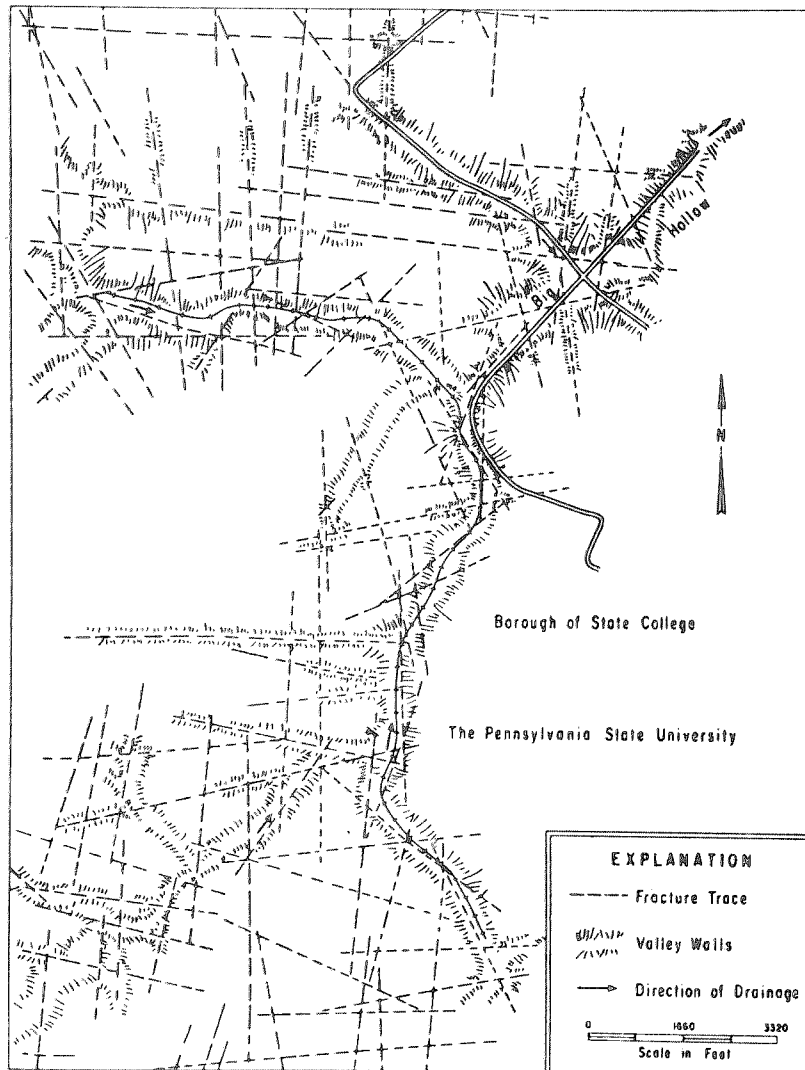 Big Hollow
N
Borough of State College
The Pennsylvania State University
EXPLANATION
Fracture Trace
Valley Walls
Direction of Drainage
0 1660 3320
Scale in Feet